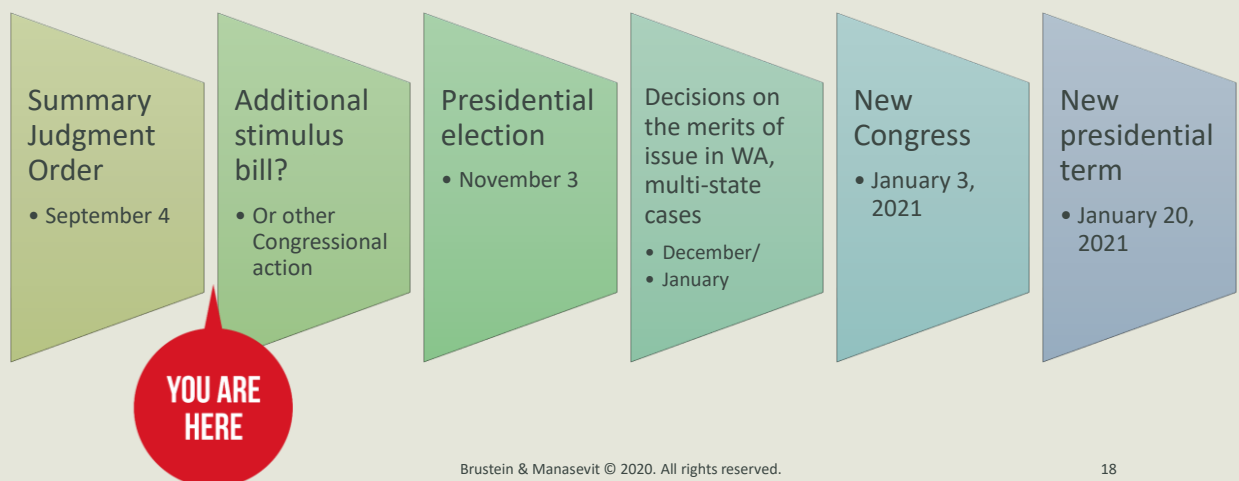 Summary
Judgment
Order
• September 4
Additional
stimulus
bill?
• Or other
Congressional
action
Presidential
election
• November 3
Decisions on
the merits of
issue in WA,
multi-state
cases
• December/
• January
New
Congress
• January 3,
2021
New
presidential
term
• January 20,
2021
YOU ARE
HERE
Brustein & Manasevit © 2020. All rights reserved.
18